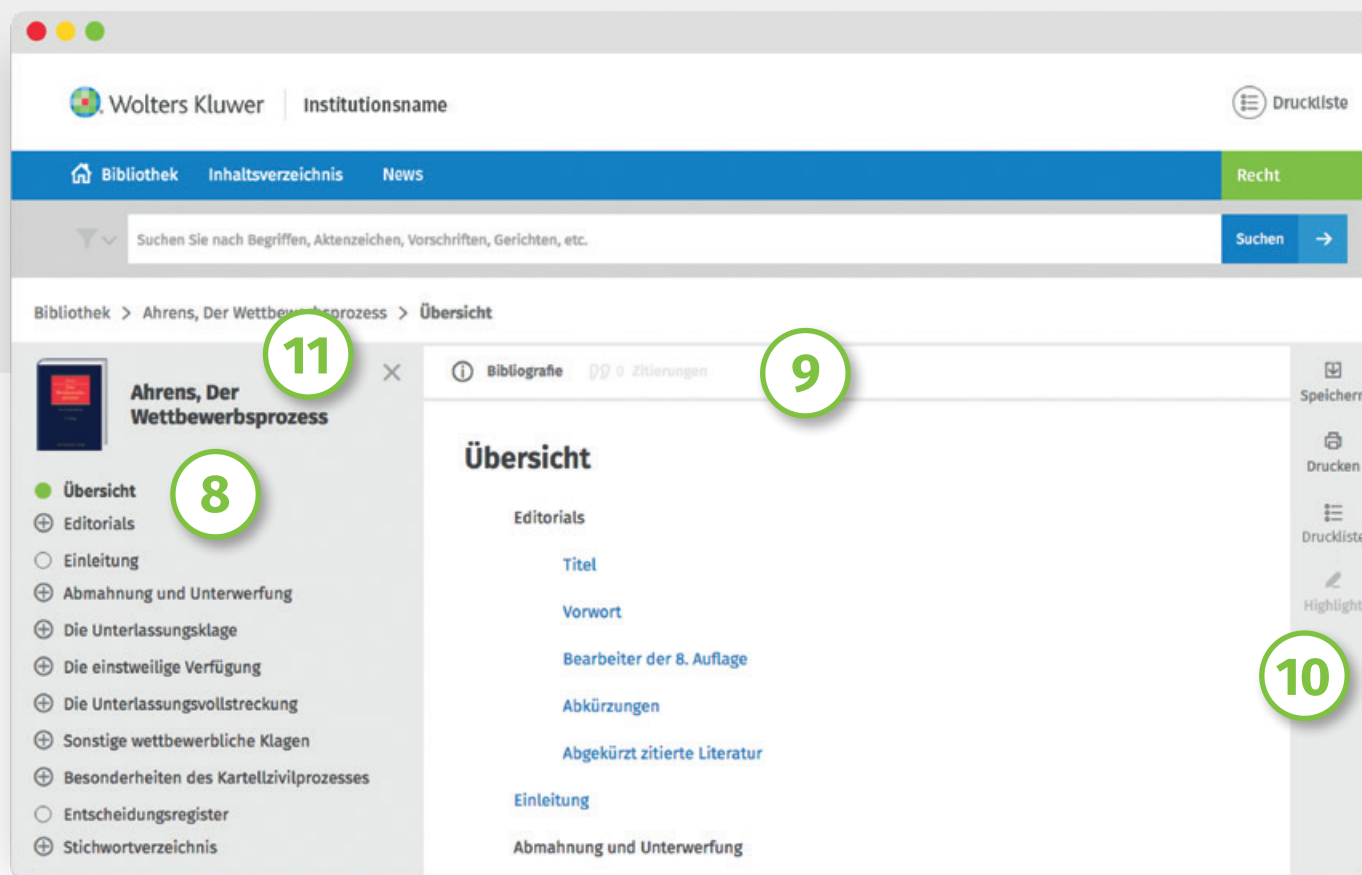 Wolters Kluwer Institutionsname
Druckliste
Bibliothek Inhaltsverzeichnis News
Recht
Suchen Sie nach Begriffen, Aktenzeichen, Vorschriften, Gerichten, etc.
Suchen
Bibliothek > Ahrens, Der Wettbewerbsprozess > Übersicht
11
Ahrens, Der
Wettbewerbsprozess
8
Übersicht
Editorials
Einleitung
Abmahnung und Unterwerfung
Die Unterlassungsklage
Die einstweilige Verfügung
Die Unterlassungsvollstreckung
Sonstige wettbewerbliche Klagen
Besonderheiten des Kartellzivilprozesses
Entscheidungsregister
Stichwortverzeichnis
Bibliografie 0 Zitierungen
9
Übersicht
Editorials
Titel
Vorwort
Bearbeiter der 8. Auflage
Abkürzungen
Abgekürzt zitierte Literatur
Einleitung
Abmahnung und Unterwerfung
Speichern
Drucken
Druckliste
Highlight
10